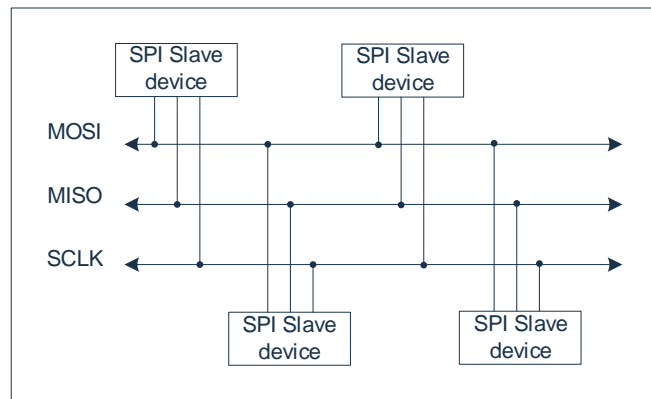 SPI Slave
device
SPI Slave
device
MOSI
MISO
SCLK
SPI Slave
device
SPI Slave
device